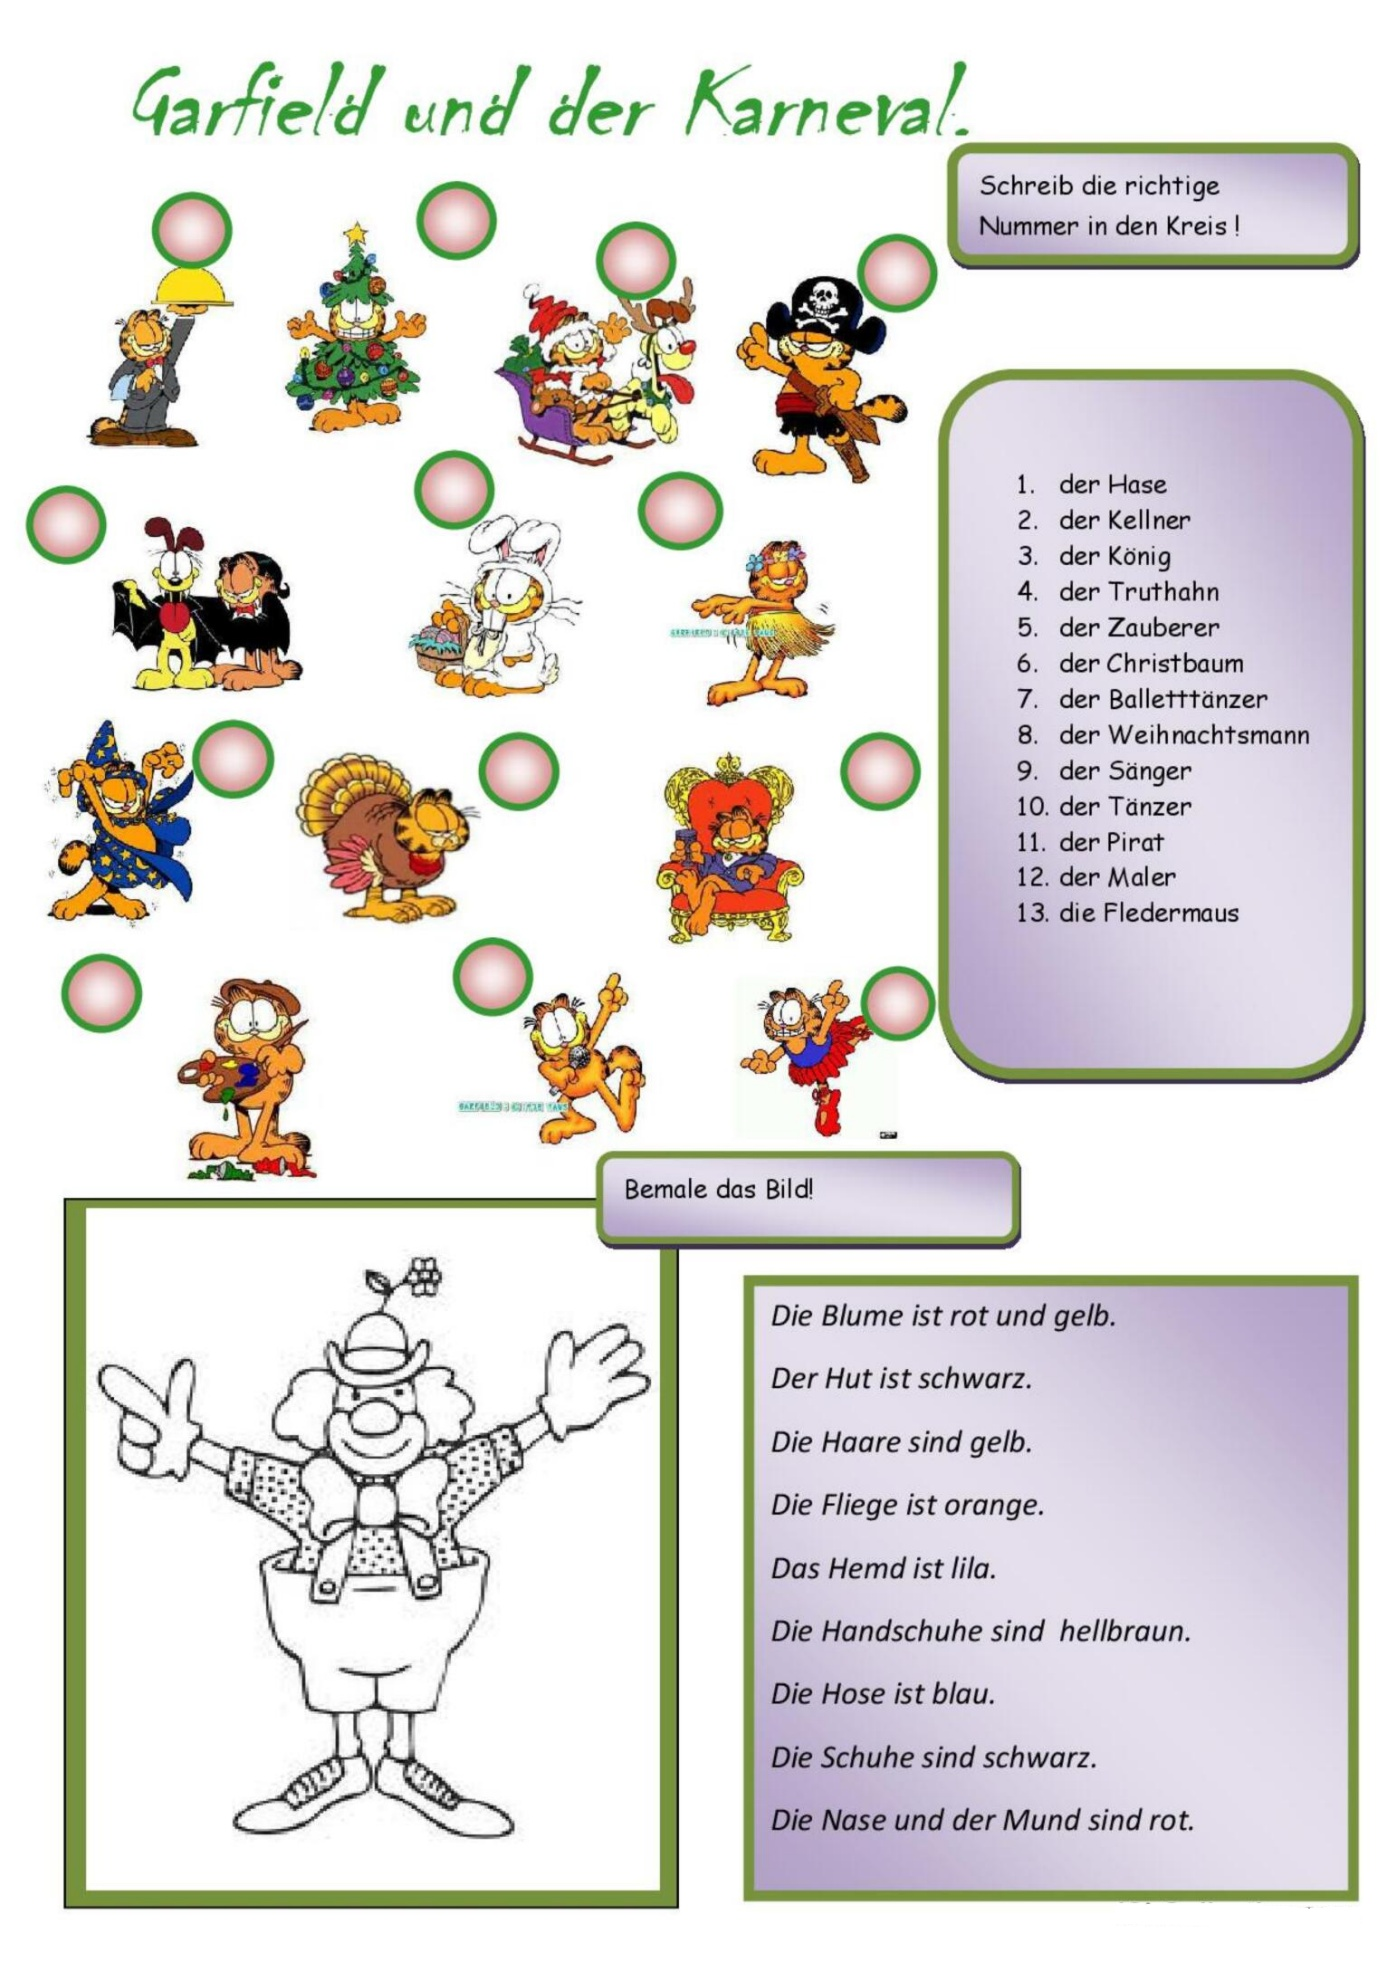 Garfield und der Karneval.
Schreib die richtige
Nummer in den Kreis !
1. der Hase
2. der Kellner
3. der König
4. der Truthahn
5. der Zauberer
6. der Christbaum
7. der Balletttänzer
8. der Weihnachtsmann
9. der Sänger
10. der Tänzer
11. der Pirat
12. der Maler
13. die Fledermaus
Bemale das Bild!
Die Blume ist rot und gelb.
Der Hut ist schwarz.
Die Haare sind gelb.
Die Fliege ist orange.
Das Hemd ist lila.
Die Handschuhe sind hellbraun.
Die Hose ist blau.
Die Schuhe sind schwarz.
Die Nase und der Mund sind rot.